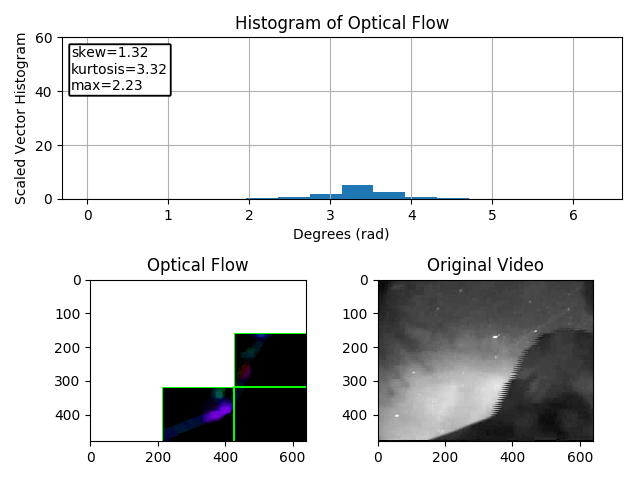 Histogram of Optical Flow
Scaled Vector Histogram
60
40
20
0
skew=1.32
kurtosis=3.32
max=2.23
0 1 2 3 4 5 6
Degrees (rad)
Optical Flow
0
100
200
300
400
0 200 400 600
Original Video
0
100
200
300
400
0 200 400 600